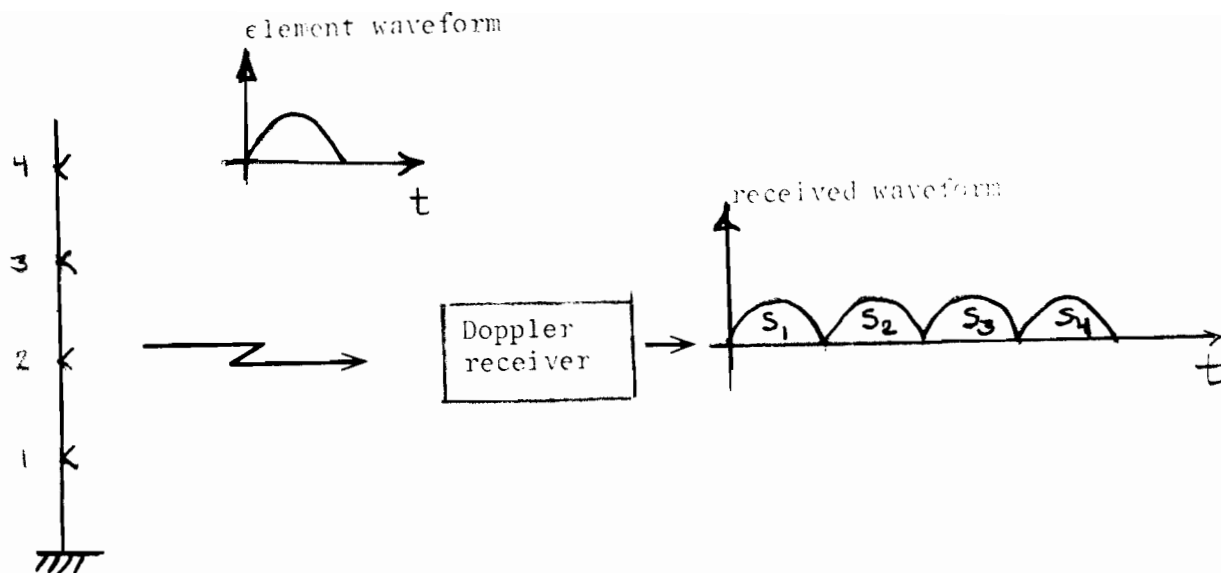 element waveform
t
4
3
2
1
received waveform
Doppler
receiver
S1 S2 S3 S4
t